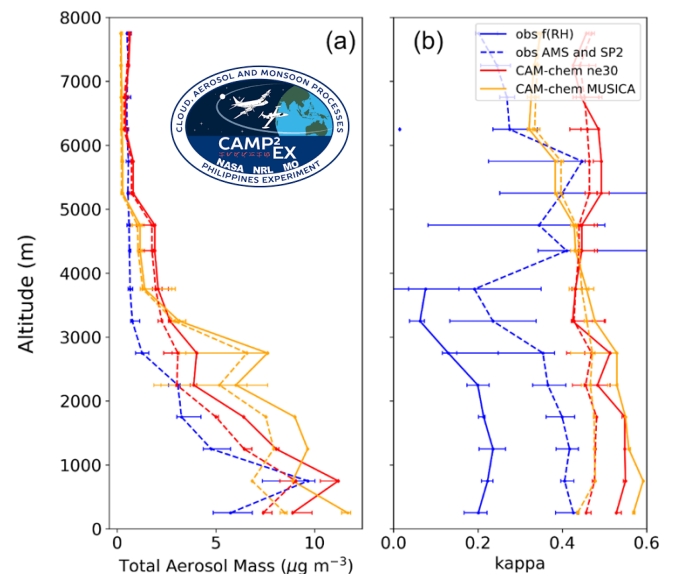 (a)
(b)
obs f(RH)
obs AMS and SP2
CAM-chem ne30
CAM-chem MUSICA
CLOUD, AEROSOL AND MONSOON PROCESSES
CAMP²
EX
NASA NRL MO
PHILIPPINES EXPERIMENT
8000
7000
6000
5000
4000
3000
2000
1000
0
Altitude (m)
0
5
10
Total Aerosol Mass (μg m⁻³)
0.0
0.2
0.4
0.6
kappa